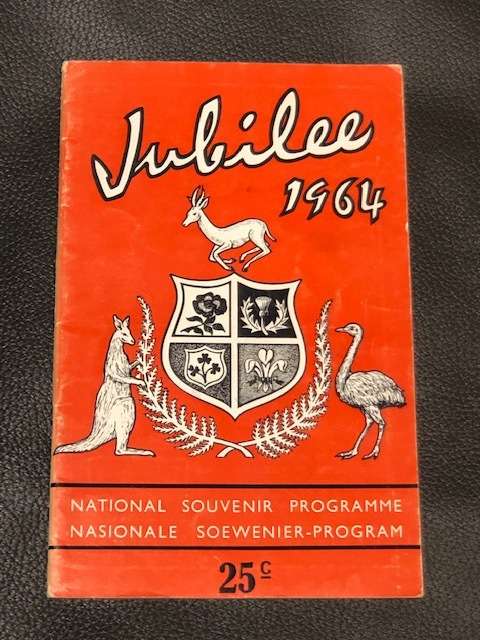 Jubilee
1964
NATIONAL SOUVENIR PROGRAMME
NASIONALE SOEWENIER-PROGRAM
25c